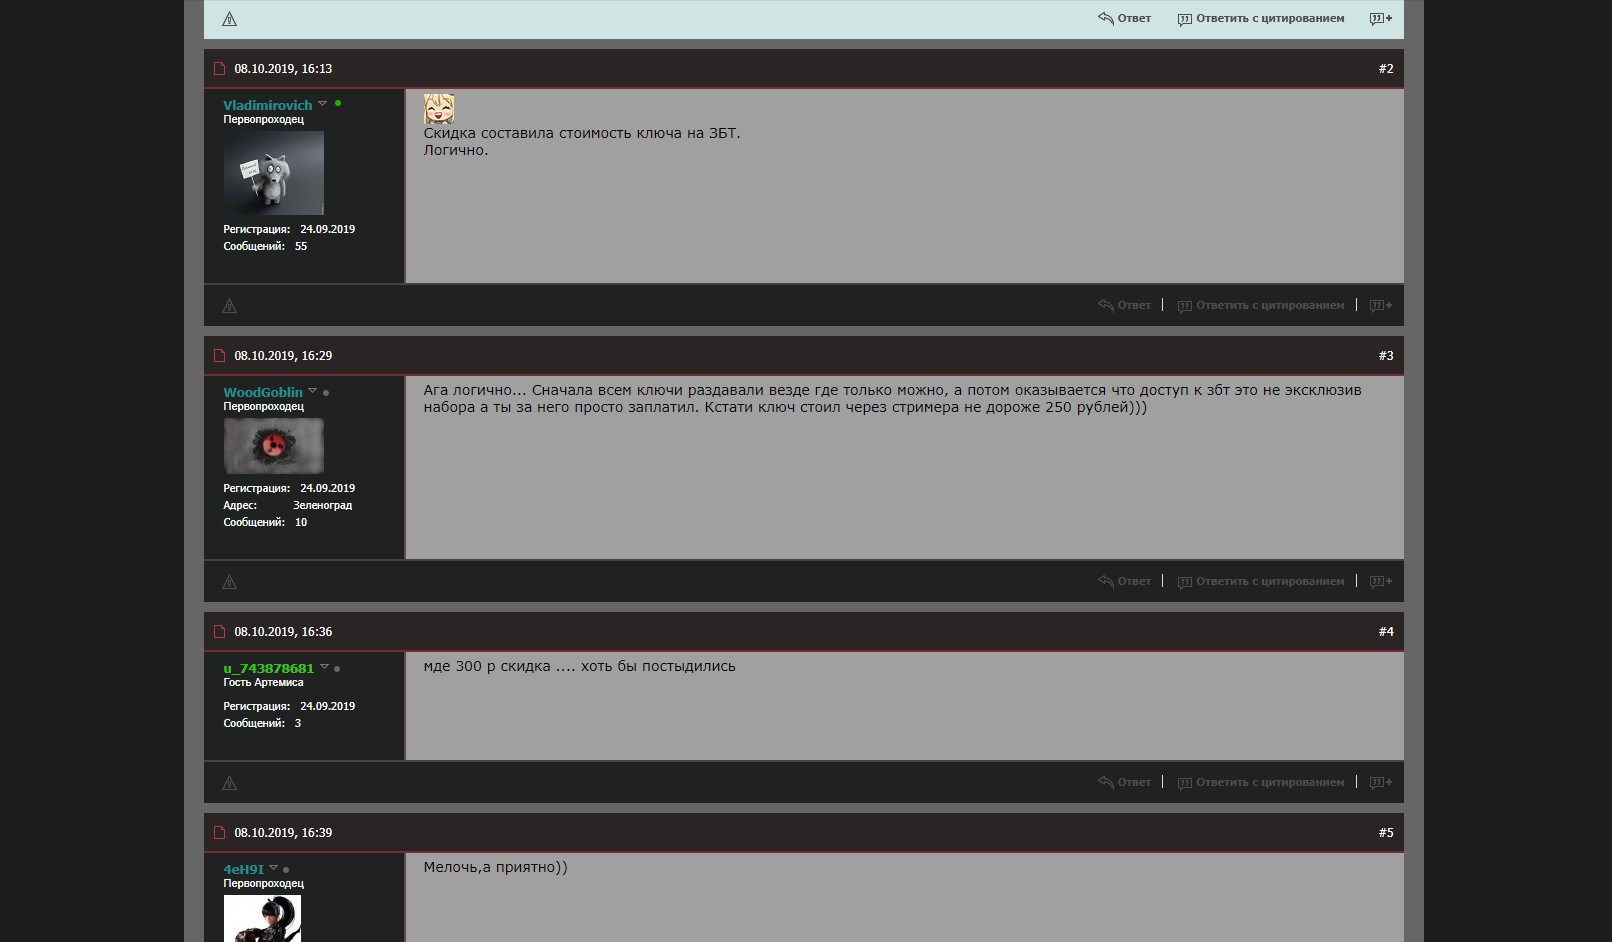 Ответ Ответить с цитированием
08.10.2019, 16:13 #2
Vladimirovich
Первопроходец
Регистрация: 24.09.2019
Сообщений: 55
Скидка составила стоимость ключа на ЗБТ.
Логично.
Ответ Ответить с цитированием
08.10.2019, 16:29 #3
WoodGoblin
Первопроходец
Регистрация: 24.09.2019
Адрес: Зеленоград
Сообщений: 10
Ага логично... Сначала всем ключи раздавали везде где только можно, а потом оказывается что доступ к збт это не эксклюзив
набора а ты за него просто заплатил. Кстати ключ стоил через стримера не дороже 250 рублей)))
Ответ Ответить с цитированием
08.10.2019, 16:36 #4
u_743878681
Гость Артемиса
Регистрация: 24.09.2019
Сообщений: 3
мде 300 р скидка .... хоть бы постыдились
Ответ Ответить с цитированием
08.10.2019, 16:39 #5
4eH9I
Первопроходец
Мелочь,а приятно))